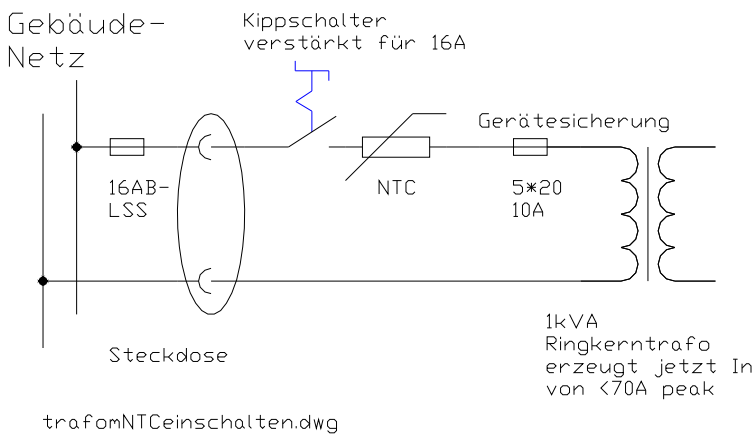 Gebäude-
Netz
Kippschalter
verstärkt für 16A
Gerätesicherung
16AB-
LSS
NTC
5*20
10A
Steckdose
1kVA
Ringkerntrafo
erzeugt jetzt In
von <70A peak
trafomNTCeinschalten.dwg